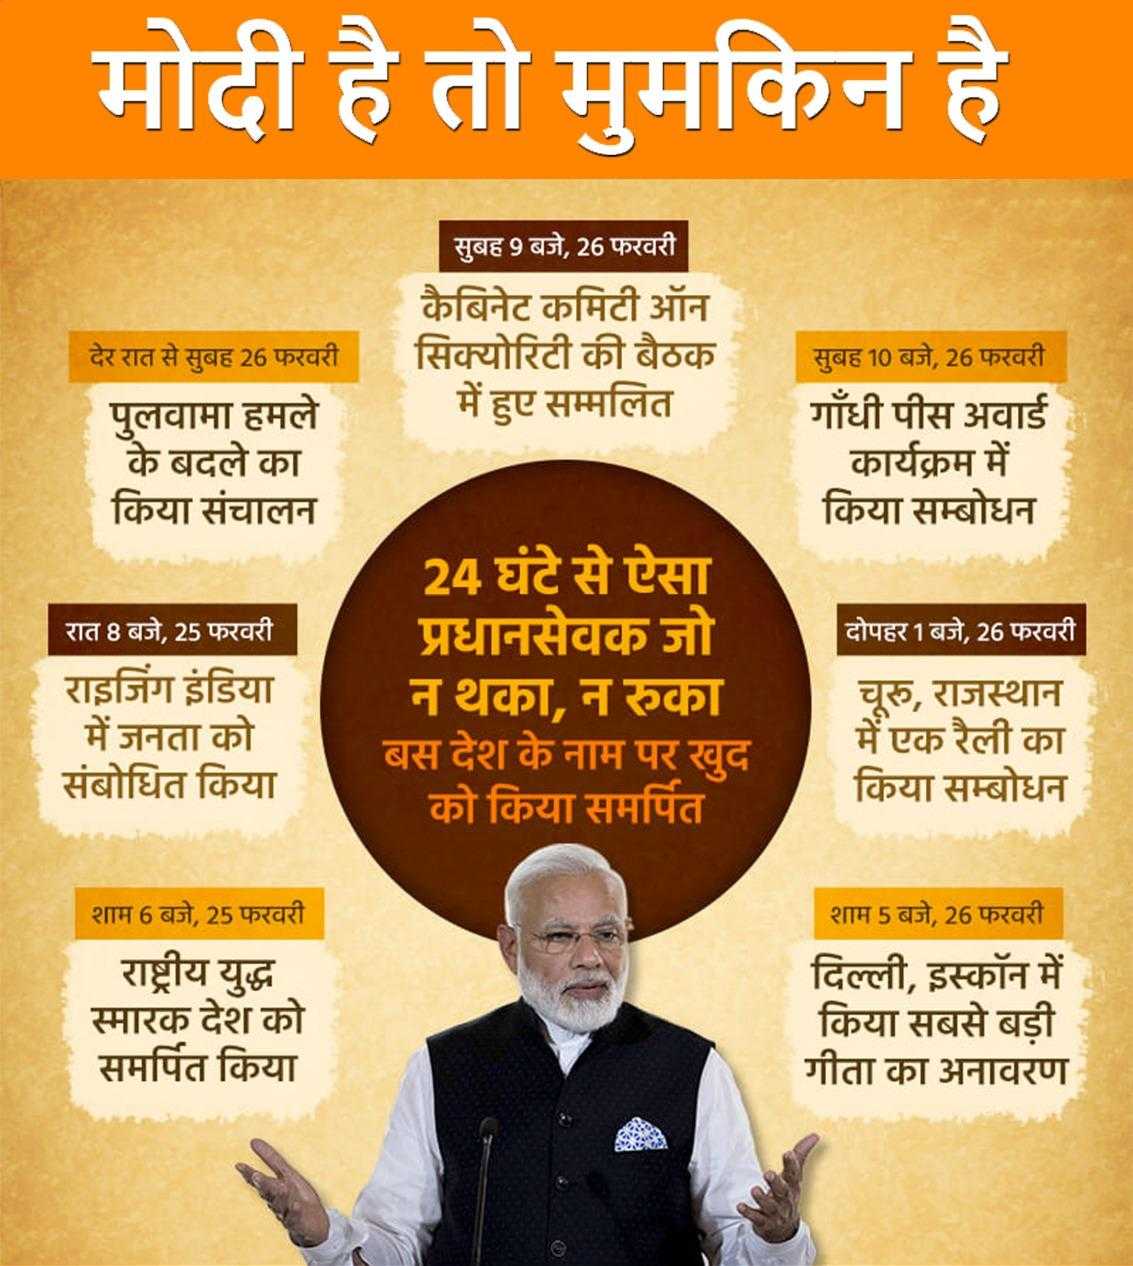 मोदी है तो मुमकिन है
सुबह 9 बजे, 26 फरवरी
कैबिनेट कमिटी ऑन
सिक्योरिटी की बैठक
में हुए सम्मलित
देर रात से सुबह 26 फरवरी
पुलवामा हमले
के बदले का
किया संचालन
सुबह 10 बजे, 26 फरवरी
गाँधी पीस अवार्ड
कार्यक्रम में
किया सम्बोधन
24 घंटे से ऐसा
प्रधानसेवक जो
न थका, न रुका
बस देश के नाम पर खुद
को किया समर्पित
रात 8 बजे, 25 फरवरी
राइजिंग इंडिया
में जनता को
संबोधित किया
दोपहर 1 बजे, 26 फरवरी
चूरू, राजस्थान
में एक रैली का
किया सम्बोधन
शाम 6 बजे, 25 फरवरी
राष्ट्रीय युद्ध
स्मारक देश को
समर्पित किया
शाम 5 बजे, 26 फरवरी
दिल्ली, इस्कॉन में
किया सबसे बड़ी
गीता का अनावरण